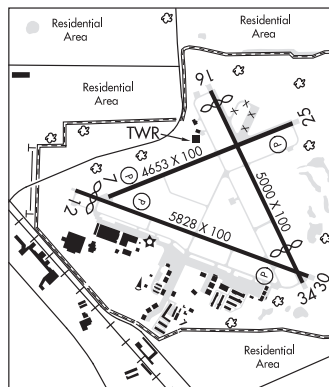 Residential
Area
Residential
Area
Residential
Area
16
25
TWR
P
4653 X 100
P
7
P
5000 X 100
12
5828 X 100
P
34
30
Residential
Area